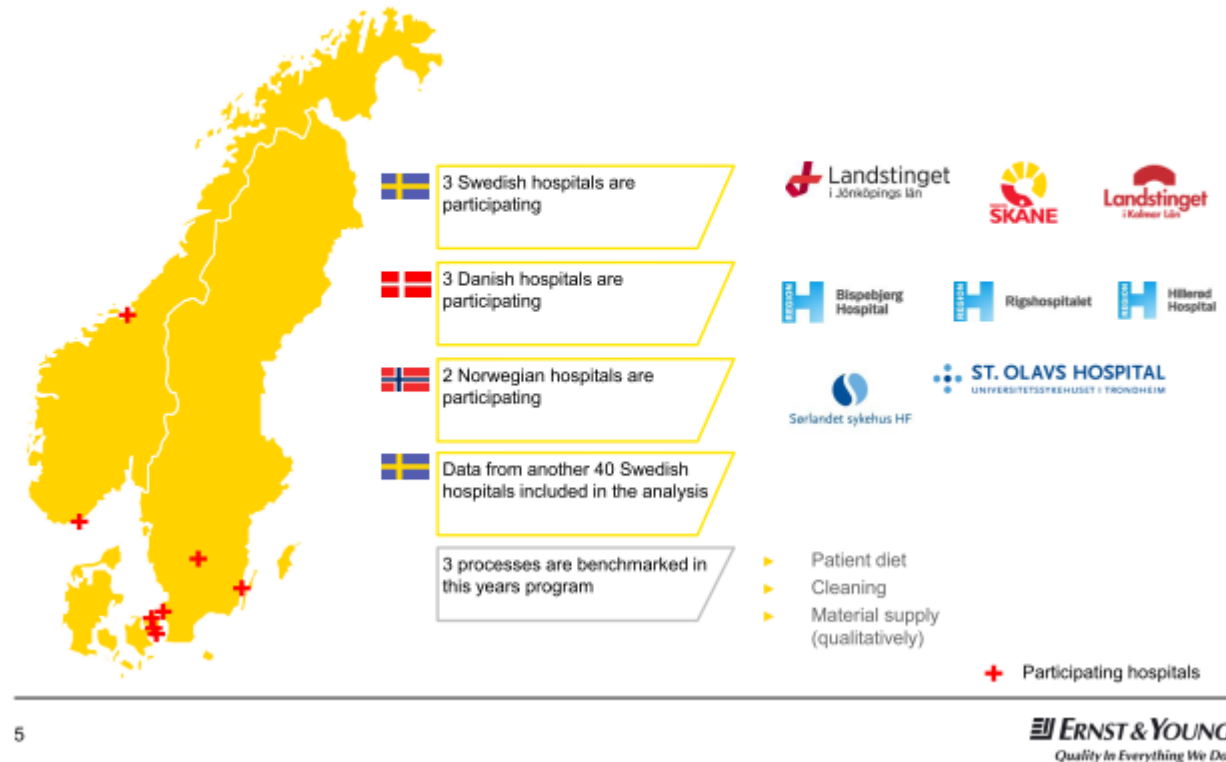 3 Swedish hospitals are
participating
Landstinget
i Jönköpings län
SKÅNE
Landstinget
i Kalmar Län
3 Danish hospitals are
participating
REGION
Bispebjerg
Hospital
REGION
Rigshospitalet
REGION
Hillerød
Hospital
2 Norwegian hospitals are
participating
Sørlandet sykehus HF
ST. OLAVS HOSPITAL
UNIVERSITETSSYKEHUSET I TRONDHEIM
Data from another 40 Swedish
hospitals included in the analysis
3 processes are benchmarked in
this years program
► Patient diet
► Cleaning
► Material supply
(qualitatively)
Participating hospitals
5
ERNST & YOUNG
Quality In Everything We Do